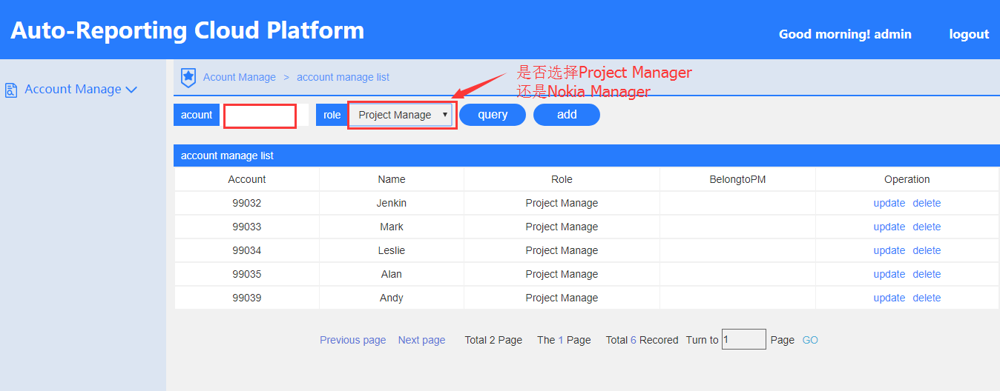 Auto-Reporting Cloud Platform
Good morning! admin logout
Account Manage
Acount Manage > account manage list
是否选择Project Manager
还是Nokia Manager
acount role Project Manage query add
account manage list
Account Name Role BelongtoPM Operation
99032 Jenkin Project Manage update delete
99033 Mark Project Manage update delete
99034 Leslie Project Manage update delete
99035 Alan Project Manage update delete
99039 Andy Project Manage update delete
Previous page Next page Total 2 Page The 1 Page Total 6 Recored Turn to 1 Page GO